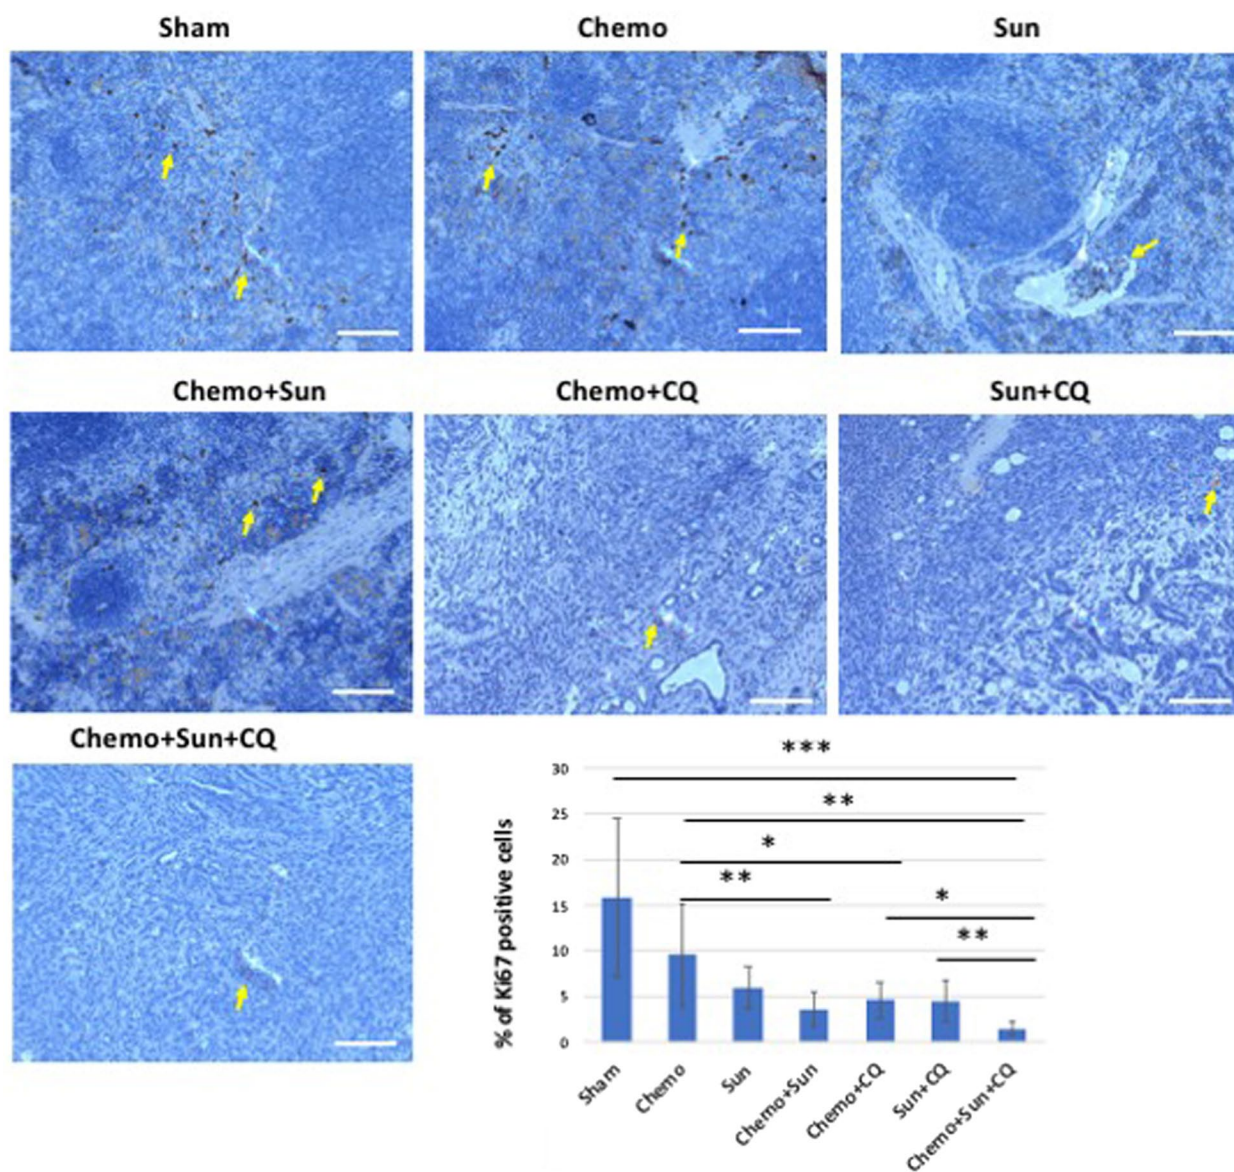 Sham
Chemo
Sun
Chemo+Sun
Chemo+CQ
Sun+CQ
Chemo+Sun+CQ
***
30
**
25
*
20
**
15
*
**
10
5
0
% of Ki67 positive cells
Sham
Chemo
Sun
Chemo+Sun
Chemo+CQ
Sun+CQ
Chemo+Sun+CQ